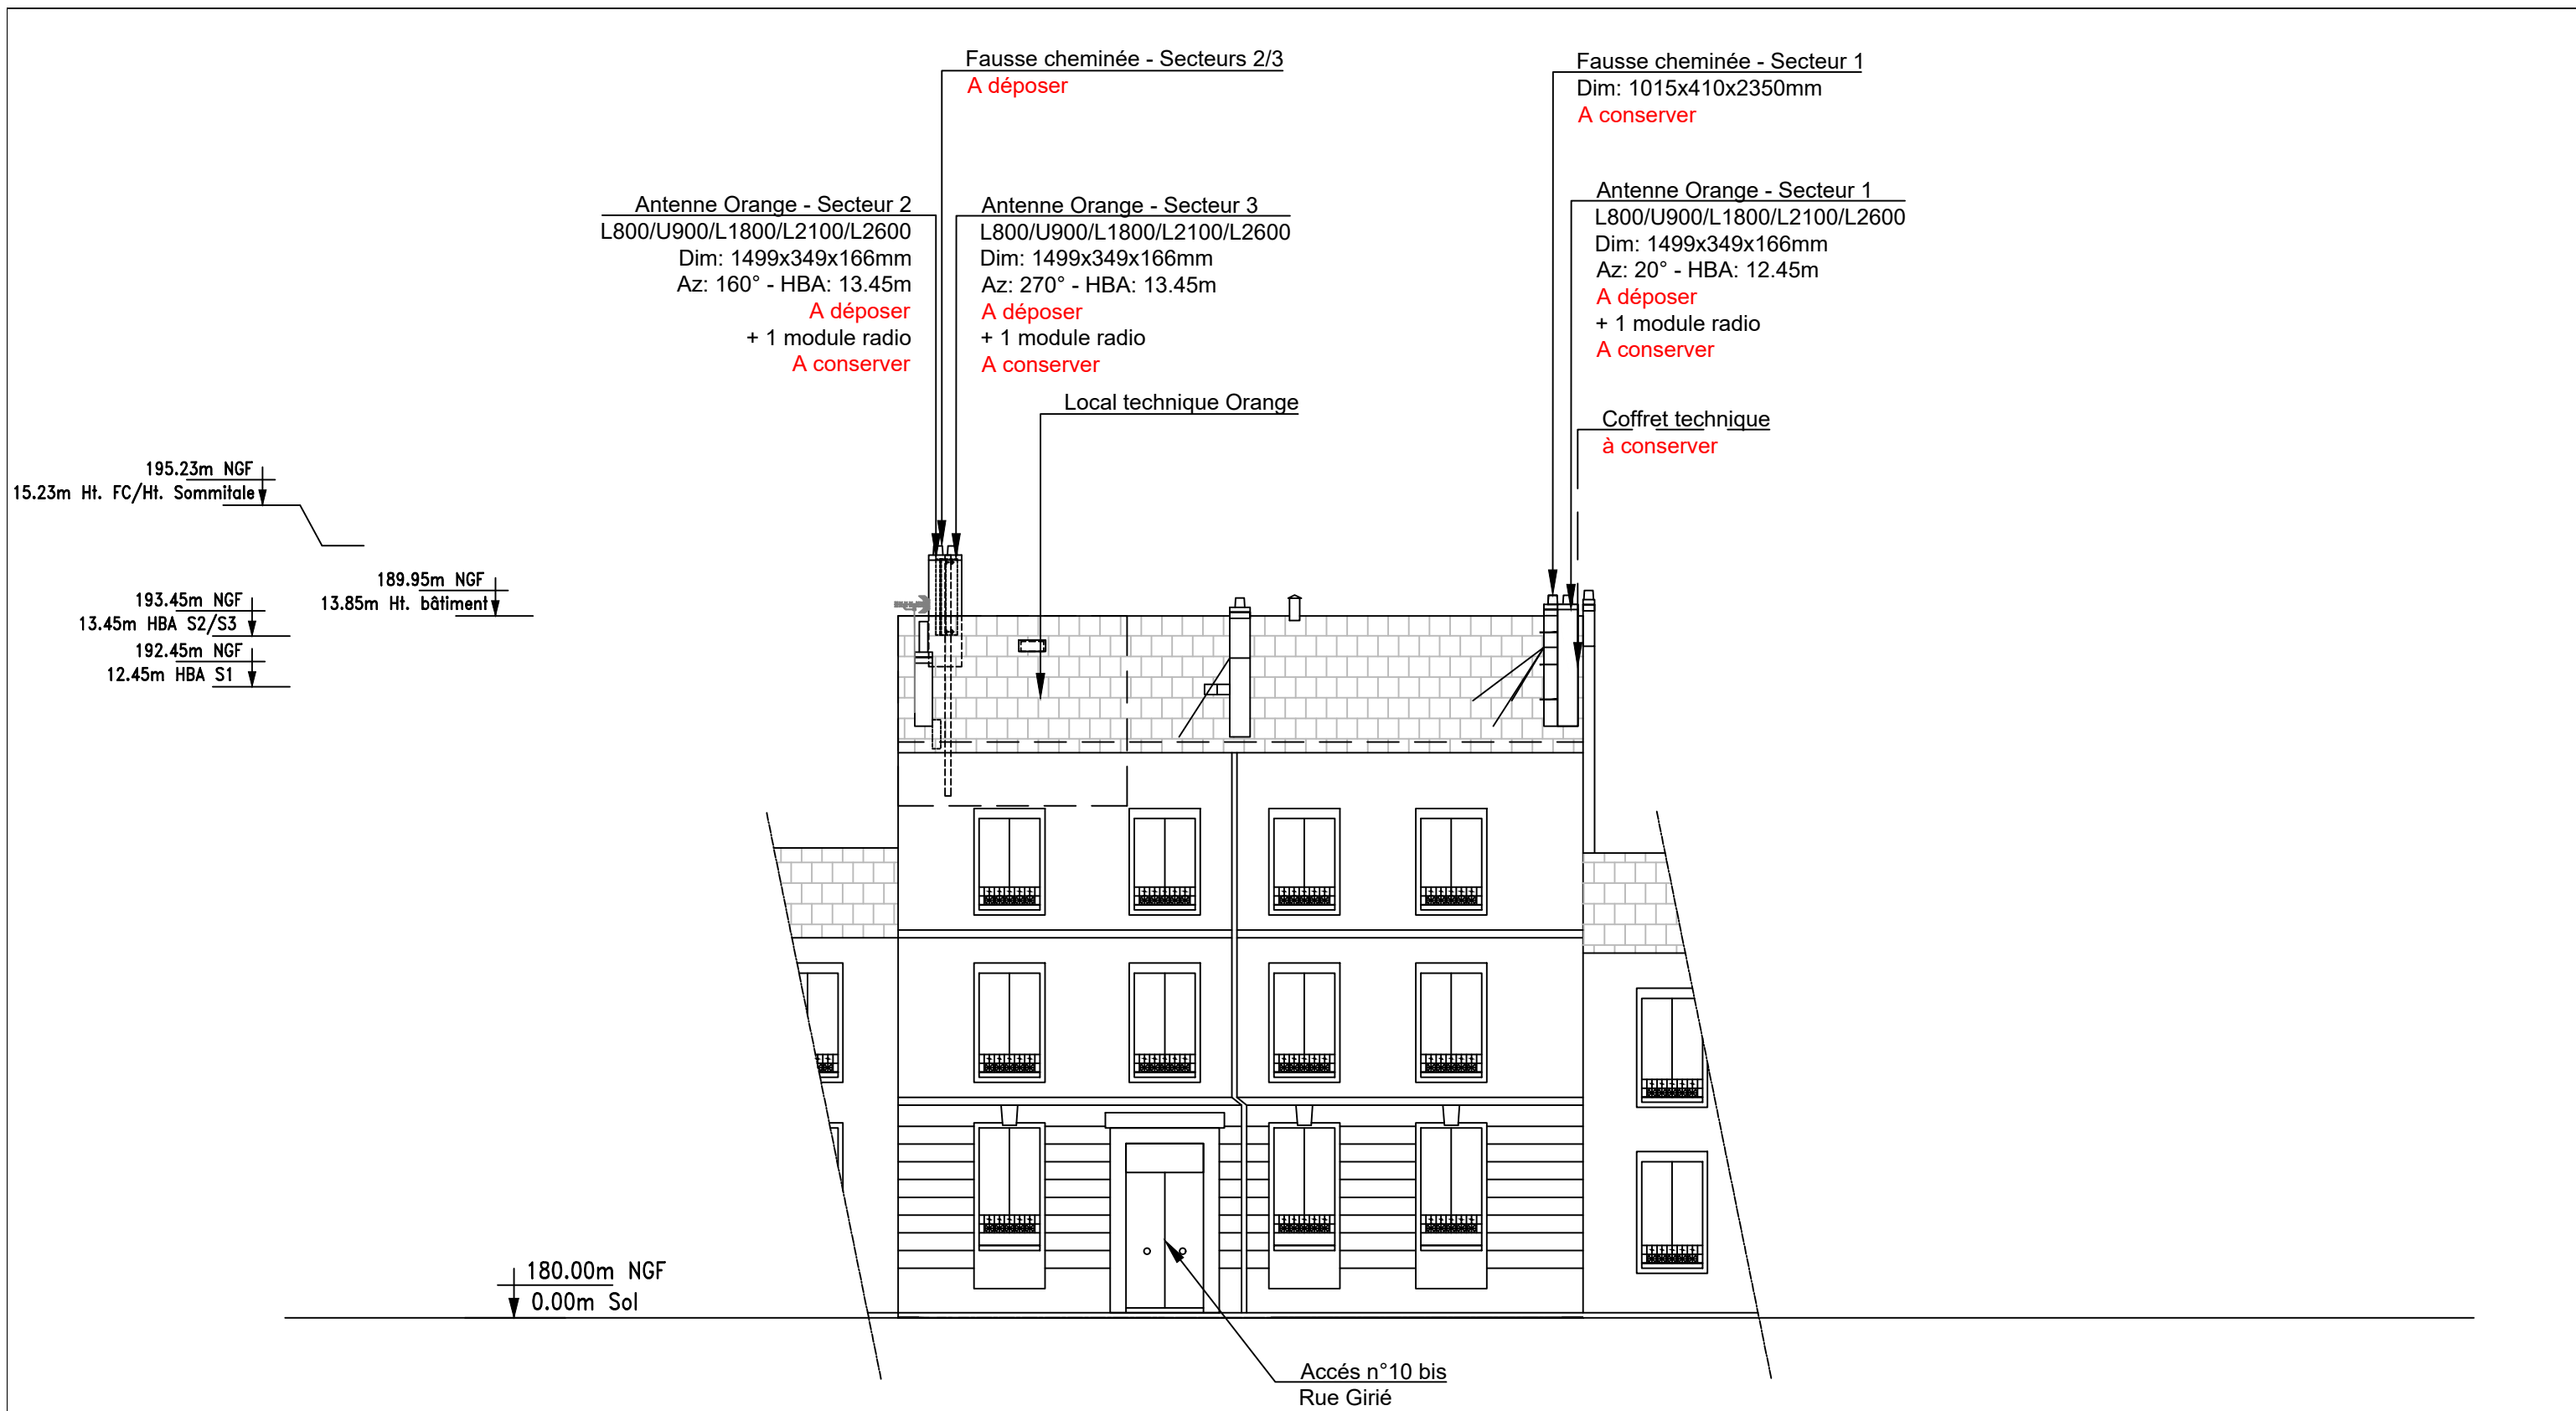 Fausse cheminée - Secteurs 2/3
A déposer
Fausse cheminée - Secteur 1
Dim: 1015x410x2350mm
A conserver
Antenne Orange - Secteur 2
L800/U900/L1800/L2100/L2600
Dim: 1499x349x166mm
Az: 160° - HBA: 13.45m
A déposer
+ 1 module radio
A conserver
Antenne Orange - Secteur 3
L800/U900/L1800/L2100/L2600
Dim: 1499x349x166mm
Az: 270° - HBA: 13.45m
A déposer
+ 1 module radio
A conserver
Antenne Orange - Secteur 1
L800/U900/L1800/L2100/L2600
Dim: 1499x349x166mm
Az: 20° - HBA: 12.45m
A déposer
+ 1 module radio
A conserver
Local technique Orange
Coffret technique
à conserver
195.23m NGF
15.23m Ht. FC/Ht. Sommitale
189.95m NGF
13.85m Ht. bâtiment
193.45m NGF
13.45m HBA S2/S3
192.45m NGF
12.45m HBA S1
180.00m NGF
0.00m Sol
Accés n°10 bis
Rue Girié